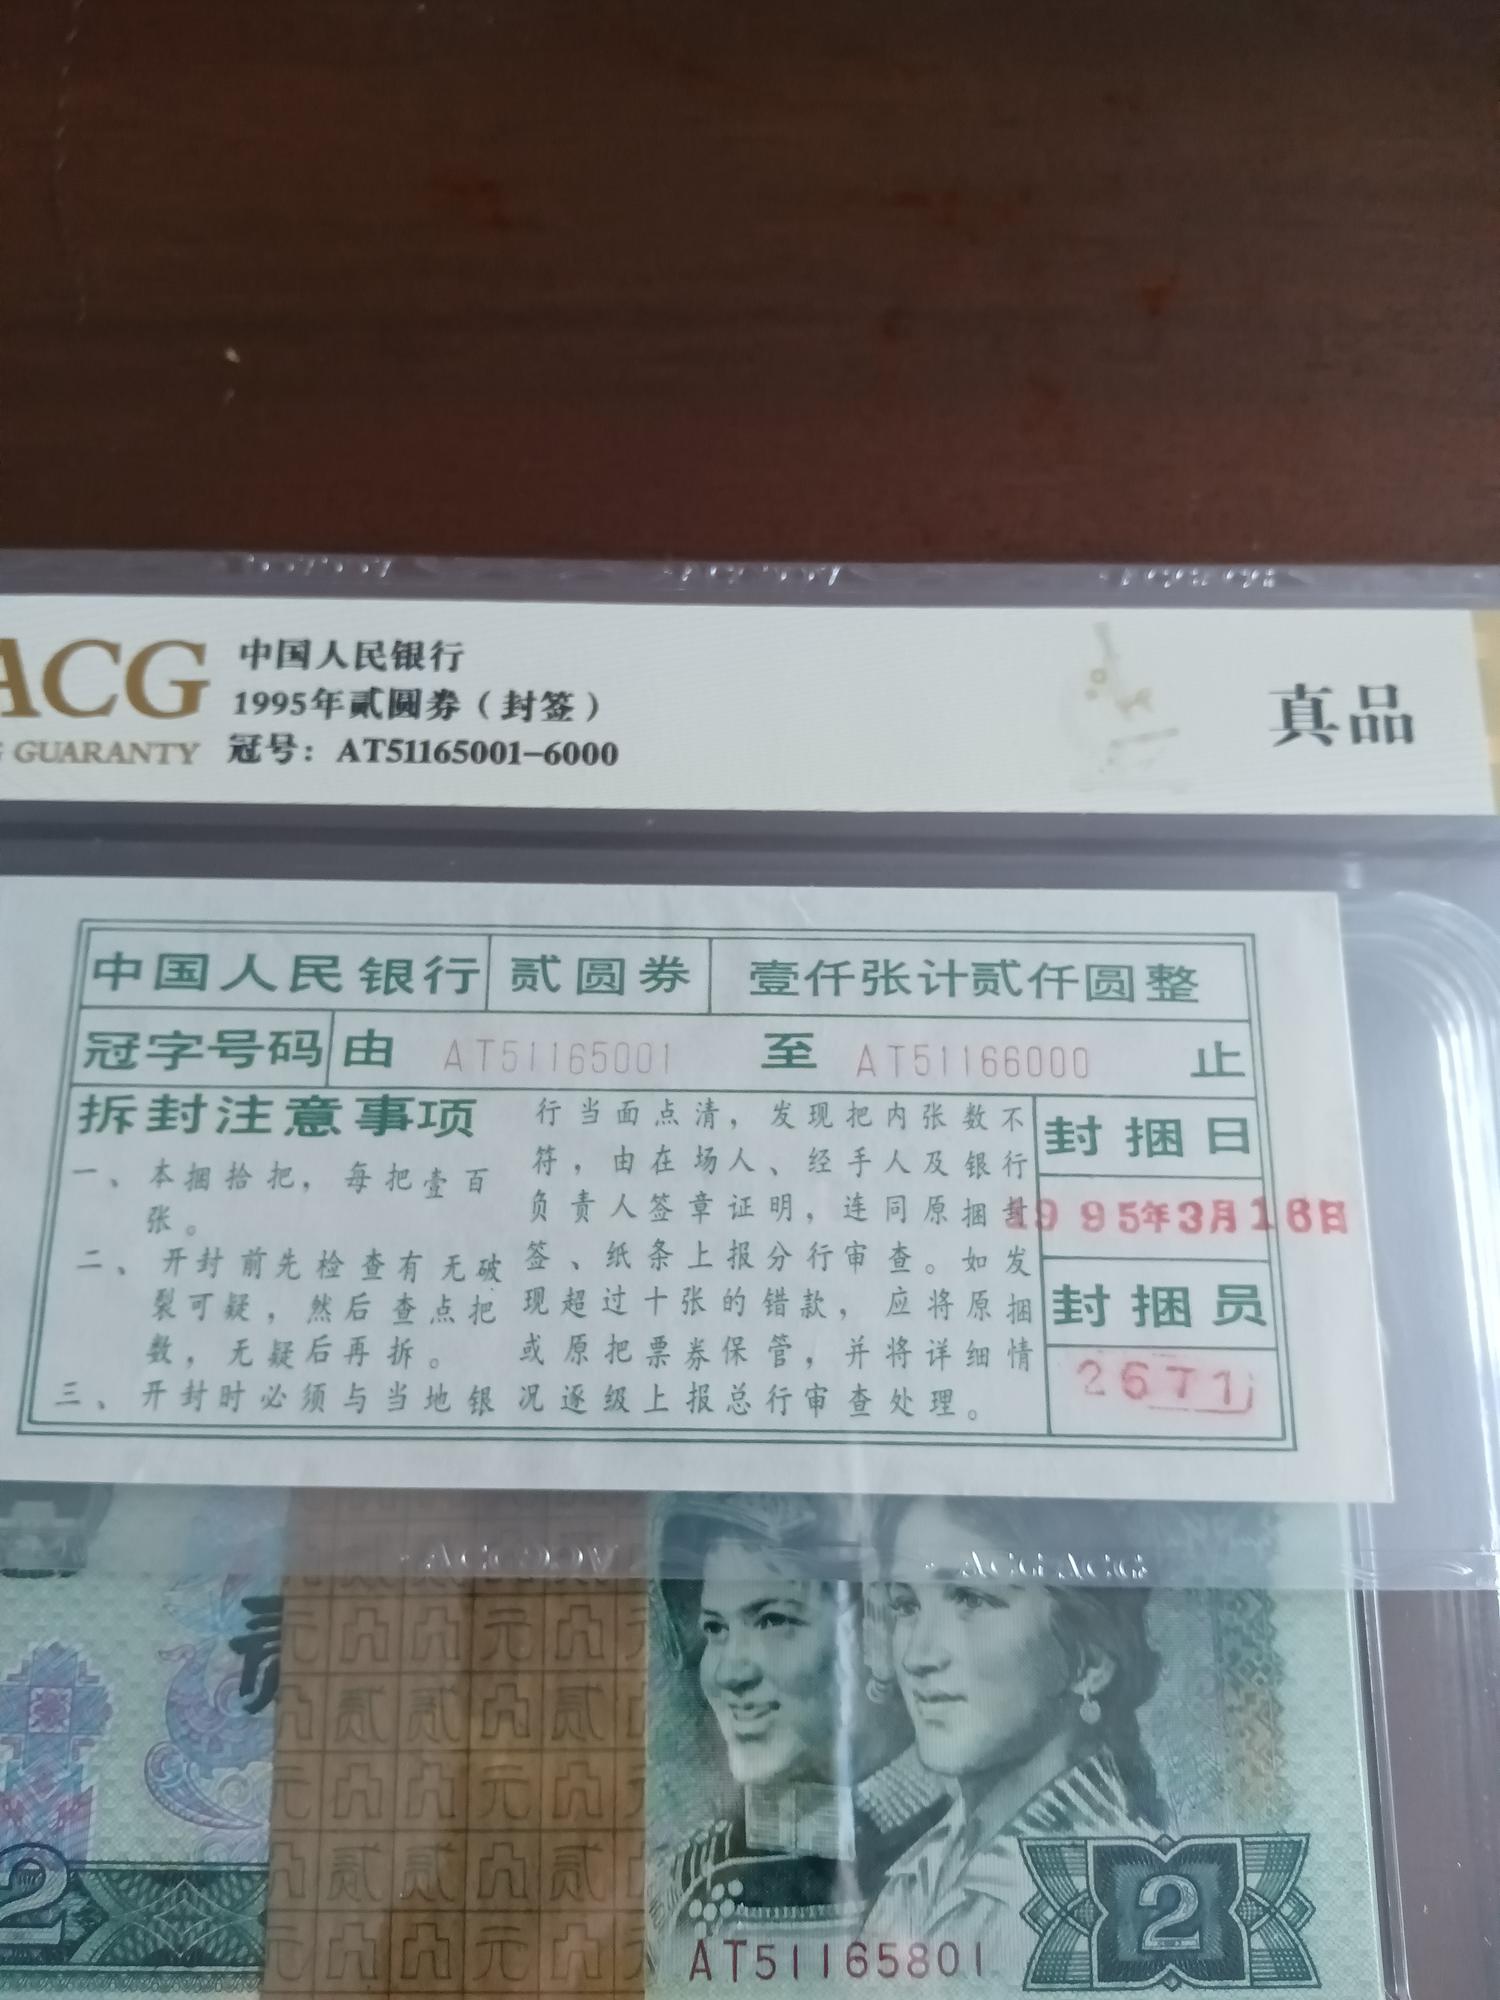 ACG
GUARANTY
中国人民银行
1995年贰圆券（封签）
冠号：AT51165001-6000
真品
中国人民银行 贰圆券 壹仟张计贰仟圆整
冠字号码 由 AT51165001 至 AT51166000 止
拆封注意事项
一、本捆拾把，每把壹百
张。
二、开封前先检查有无破
裂可疑，然后查点把
数，无疑后再拆。
三、开封时必须与当地银
行当面点清，发现把内张数不
符，由在场人、经手人及银行
负责人签章证明，连同原捆封
签、纸条上报分行审查。如发
现超过十张的错款，应将原捆
或原把票券保管，并将详细情
况逐级上报总行审查处理。
封捆日
1995年3月16日
封捆员
2671
贰
2
2
AT51165801